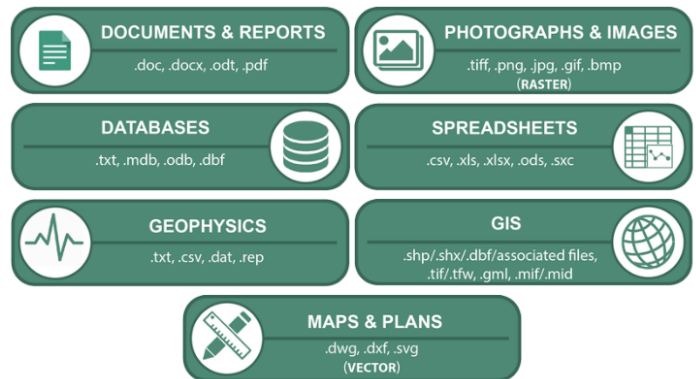 DOCUMENTS & REPORTS
.doc, .docx, .odt, .pdf
PHOTOGRAPHS & IMAGES
.tiff, .png, .jpg, .gif, .bmp
(RASTER)
DATABASES
.txt, .mdb, .odb, .dbf
SPREADSHEETS
.csv, .xls, .xlsx, .ods, .sxc
GEOPHYSICS
.txt, .csv, .dat, .rep
GIS
.shp/.shx/.dbf/associated files,
.tif/.tfw, .gml, .mif/.mid
MAPS & PLANS
.dwg, .dxf, .svg
(VECTOR)